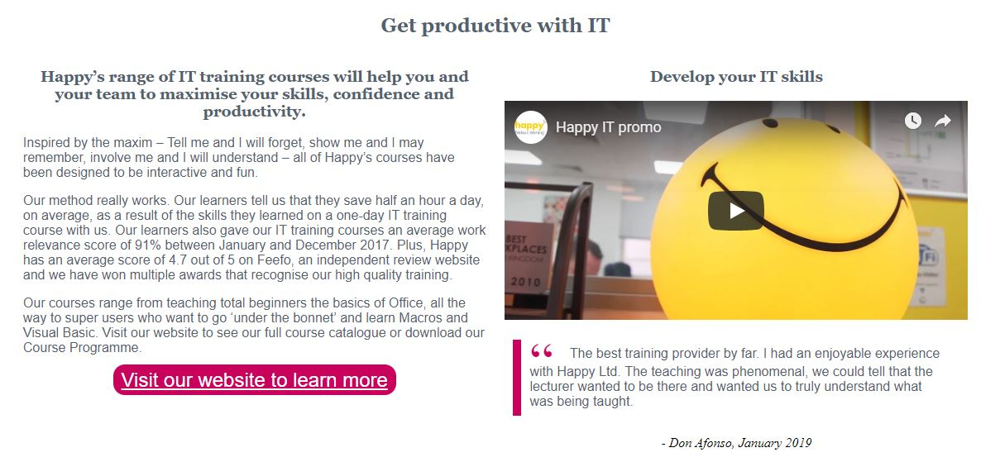 Get productive with IT
Happy’s range of IT training courses will help you and
your team to maximise your skills, confidence and
productivity.
Inspired by the maxim – Tell me and I will forget, show me and I may
remember, involve me and I will understand – all of Happy’s courses have
been designed to be interactive and fun.
Our method really works. Our learners tell us that they save half an hour a day,
on average, as a result of the skills they learned on a one-day IT training
course with us. Our learners also gave our IT training courses an average work
relevance score of 91% between January and December 2017. Plus, Happy
has an average score of 4.7 out of 5 on Feefo, an independent review website
and we have won multiple awards that recognise our high quality training.
Our courses range from teaching total beginners the basics of Office, all the
way to super users who want to go ‘under the bonnet’ and learn Macros and
Visual Basic. Visit our website to see our full course catalogue or download our
Course Programme.
Visit our website to learn more
Develop your IT skills
happy
Happy IT promo
BEST
KPLACES
KINGDOM
2010
Fi
“ The best training provider by far. I had an enjoyable experience
with Happy Ltd. The teaching was phenomenal, we could tell that the
lecturer wanted to be there and wanted us to truly understand what
was being taught.
- Don Afonso, January 2019